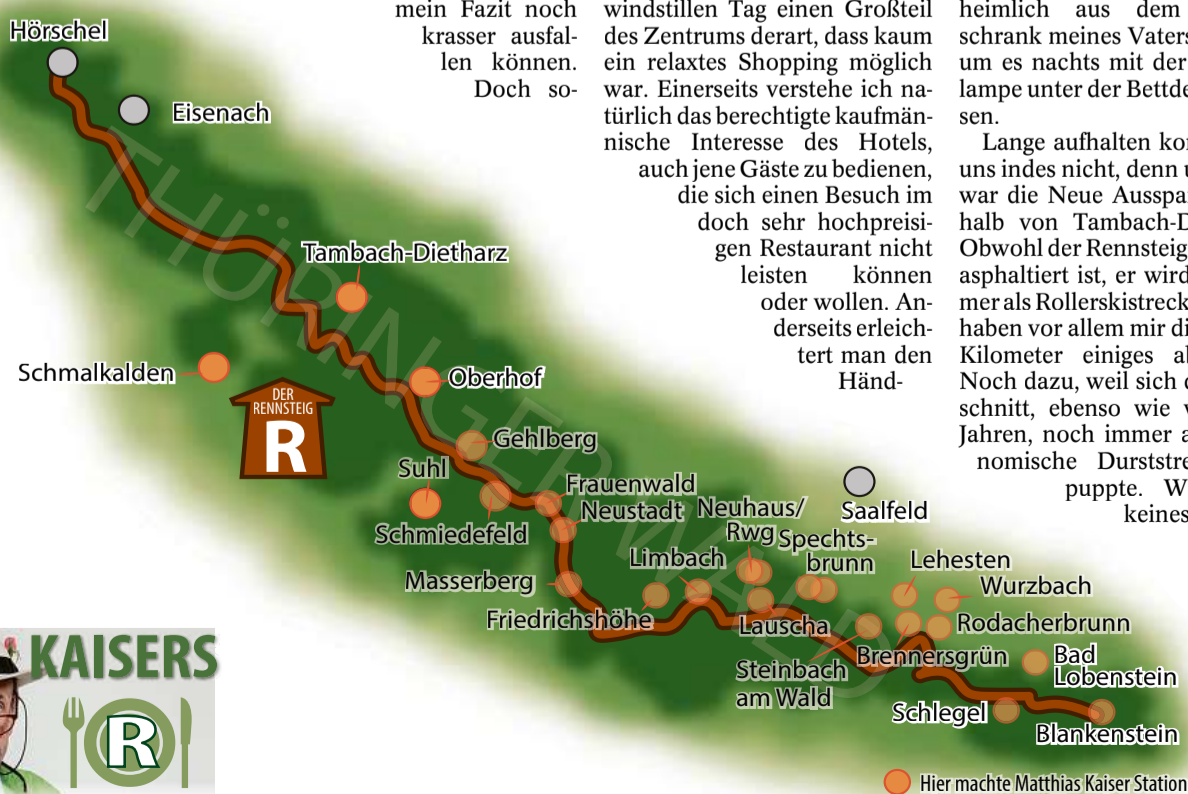 mein Fazit noch
krasser ausfal-
len können.
Doch so-
windstillen Tag einen Großteil
des Zentrums derart, dass kaum
ein relaxtes Shopping möglich
war. Einerseits verstehe ich na-
türlich das berechtigte kaufmän-
nische Interesse des Hotels,
auch jene Gäste zu bedienen,
die sich einen Besuch im
doch sehr hochpreisi-
gen Restaurant nicht
leisten können
oder wollen. An-
derseits erleich-
tert man den
Händ-
heimlich aus dem
schrank meines Vaters
um es nachts mit der
lampe unter der Bettde
sen.
Lange aufhalten kon
uns indes nicht, denn u
war die Neue Ausspa
halb von Tambach-D
Obwohl der Rennsteig
asphaltiert ist, er wird
mer als Rollerskistreck
haben vor allem mir di
Kilometer einiges ab
Noch dazu, weil sich d
schnitt, ebenso wie v
Jahren, noch immer a
nomische Durststre
puppte. W
keines
Hörschel
Eisenach
THÜRINGER WALD
Tambach-Dietharz
Schmalkalden
DER
RENNSTEIG
R
Oberhof
Gehlberg
Suhl
Schmiedefeld
Frauenwald
Neustadt
Masserberg
Friedrichshöhe
Limbach
Neuhaus/
Rwg
Spechts-
brunn
Saalfeld
Lauscha
Steinbach
am Wald
Lehesten
Wurzbach
Rodacherbrunn
Brennersgrün
Bad
Lobenstein
Schlegel
Blankenstein
KAISERS
R
Hier machte Matthias Kaiser Station